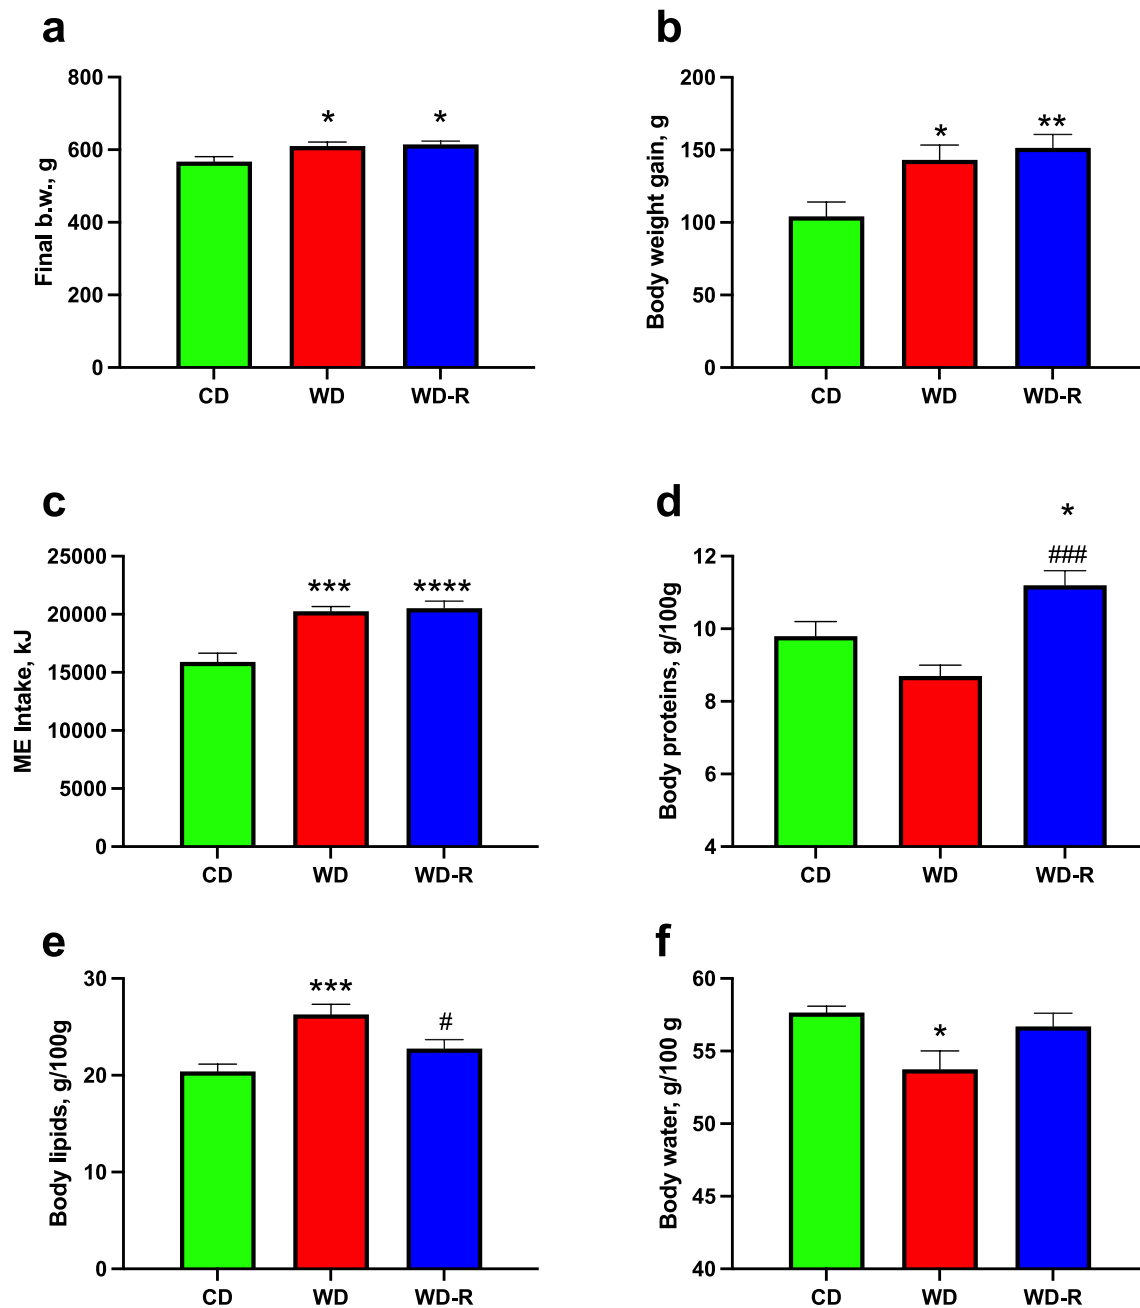 a
Final b.w., g
800
600
400
200
0
* *
CD WD WD-R
b
Body weight gain, g
200
150
100
50
0
* **
CD WD WD-R
c
ME Intake, kJ
25000
20000
15000
10000
5000
0
*** ****
CD WD WD-R
d
Body proteins, g/100g
12
10
8
6
4
*
###
CD WD WD-R
e
Body lipids, g/100g
30
20
10
0
*** #
CD WD WD-R
f
Body water, g/100 g
60
55
50
45
40
*
CD WD WD-R